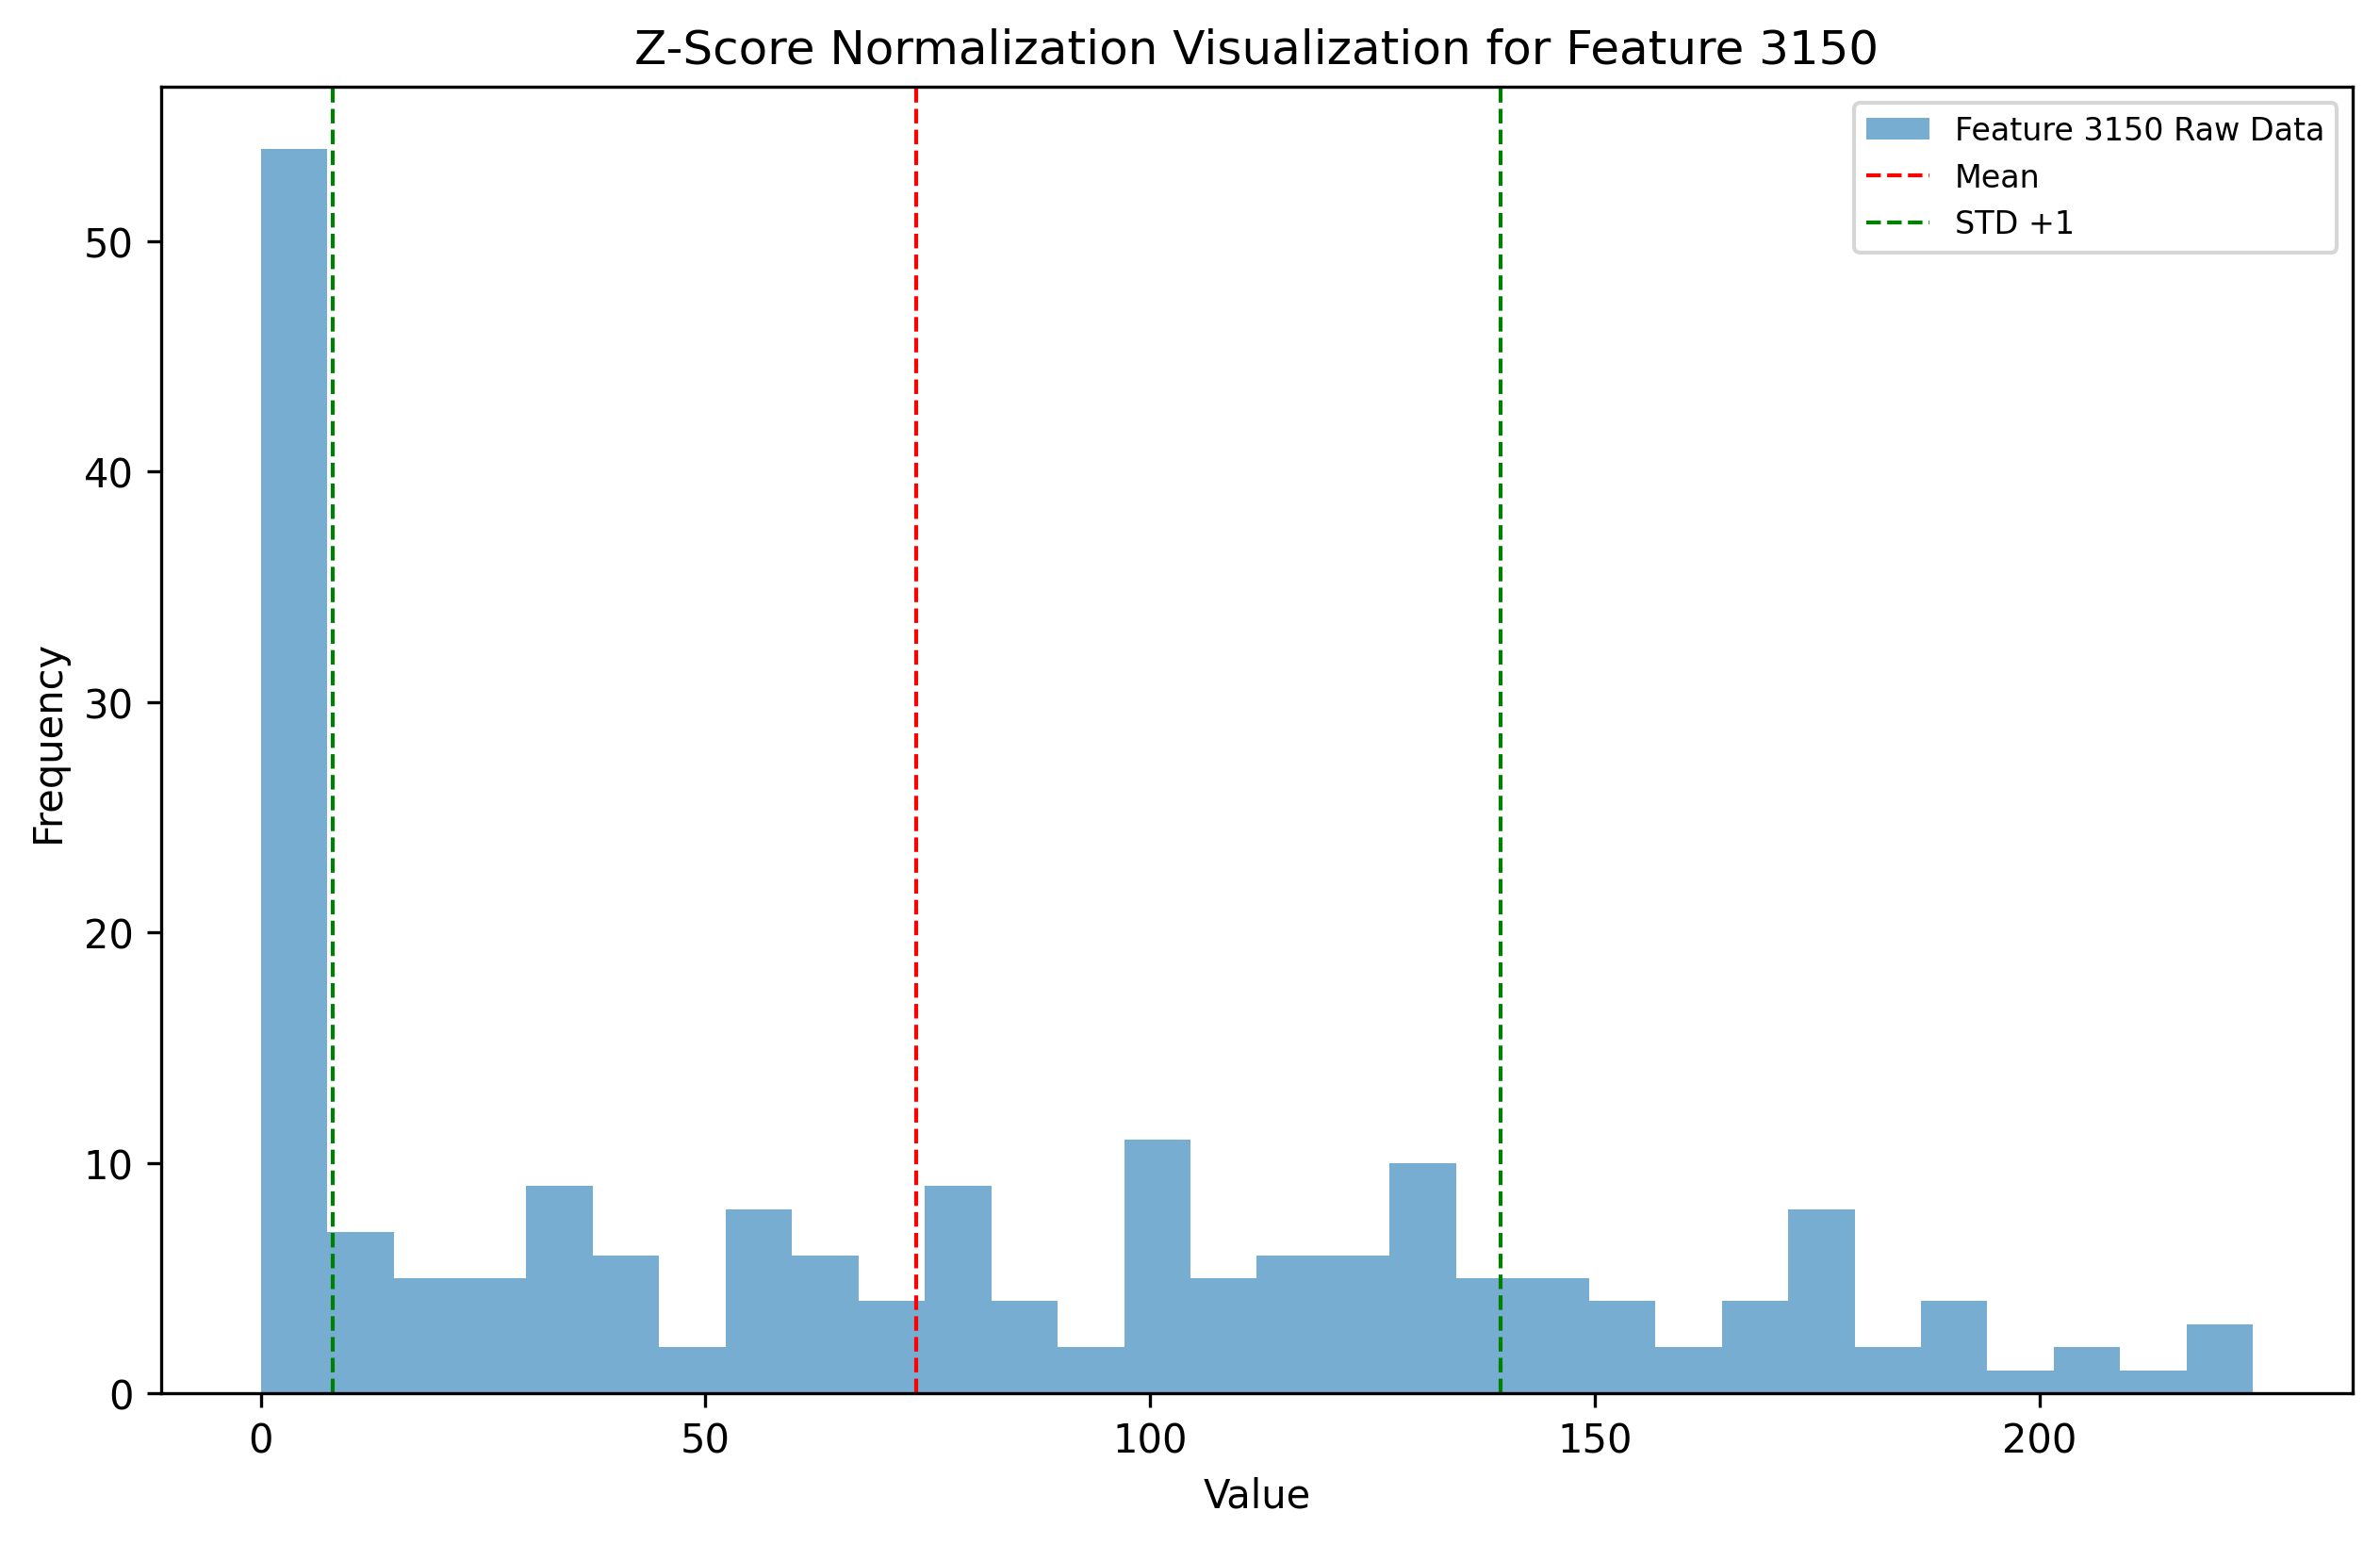 Z-Score Normalization Visualization for Feature 3150
Feature 3150 Raw Data
Mean
STD +1
50
40
30
20
10
0
Frequency
0 50 100 150 200
Value